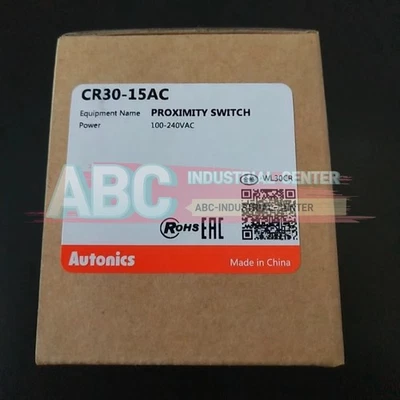 CR30-15AC
Equipment Name PROXIMITY SWITCH
Power 100-240VAC
ABC INDUSTRIAL CENTER
WL30CR
ABC-INDUSTRIAL CENTER
RoHS EAC
Autonics
Made in China